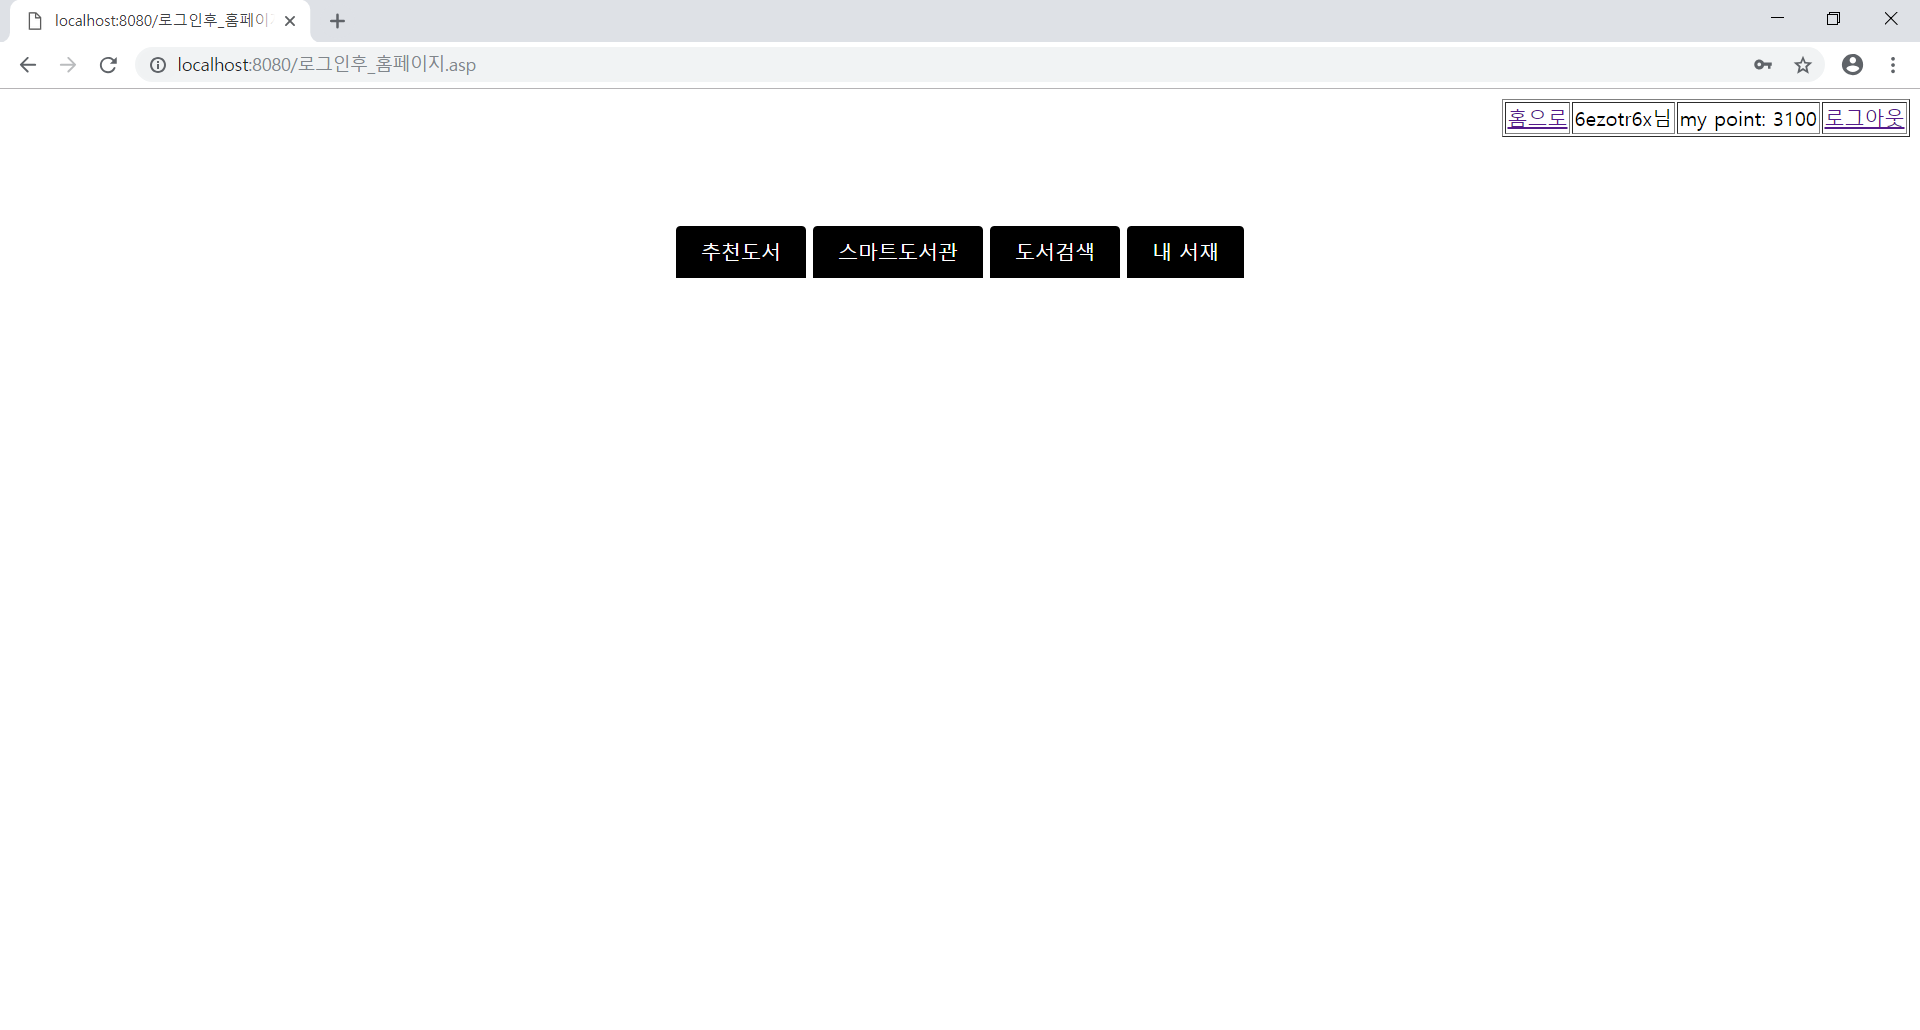 localhost:8080/로그인후_홈페이
localhost:8080/로그인후_홈페이지.asp
홈으로 6ezotr6x님 my point: 3100 로그아웃
추천도서 스마트도서관 도서검색 내 서재